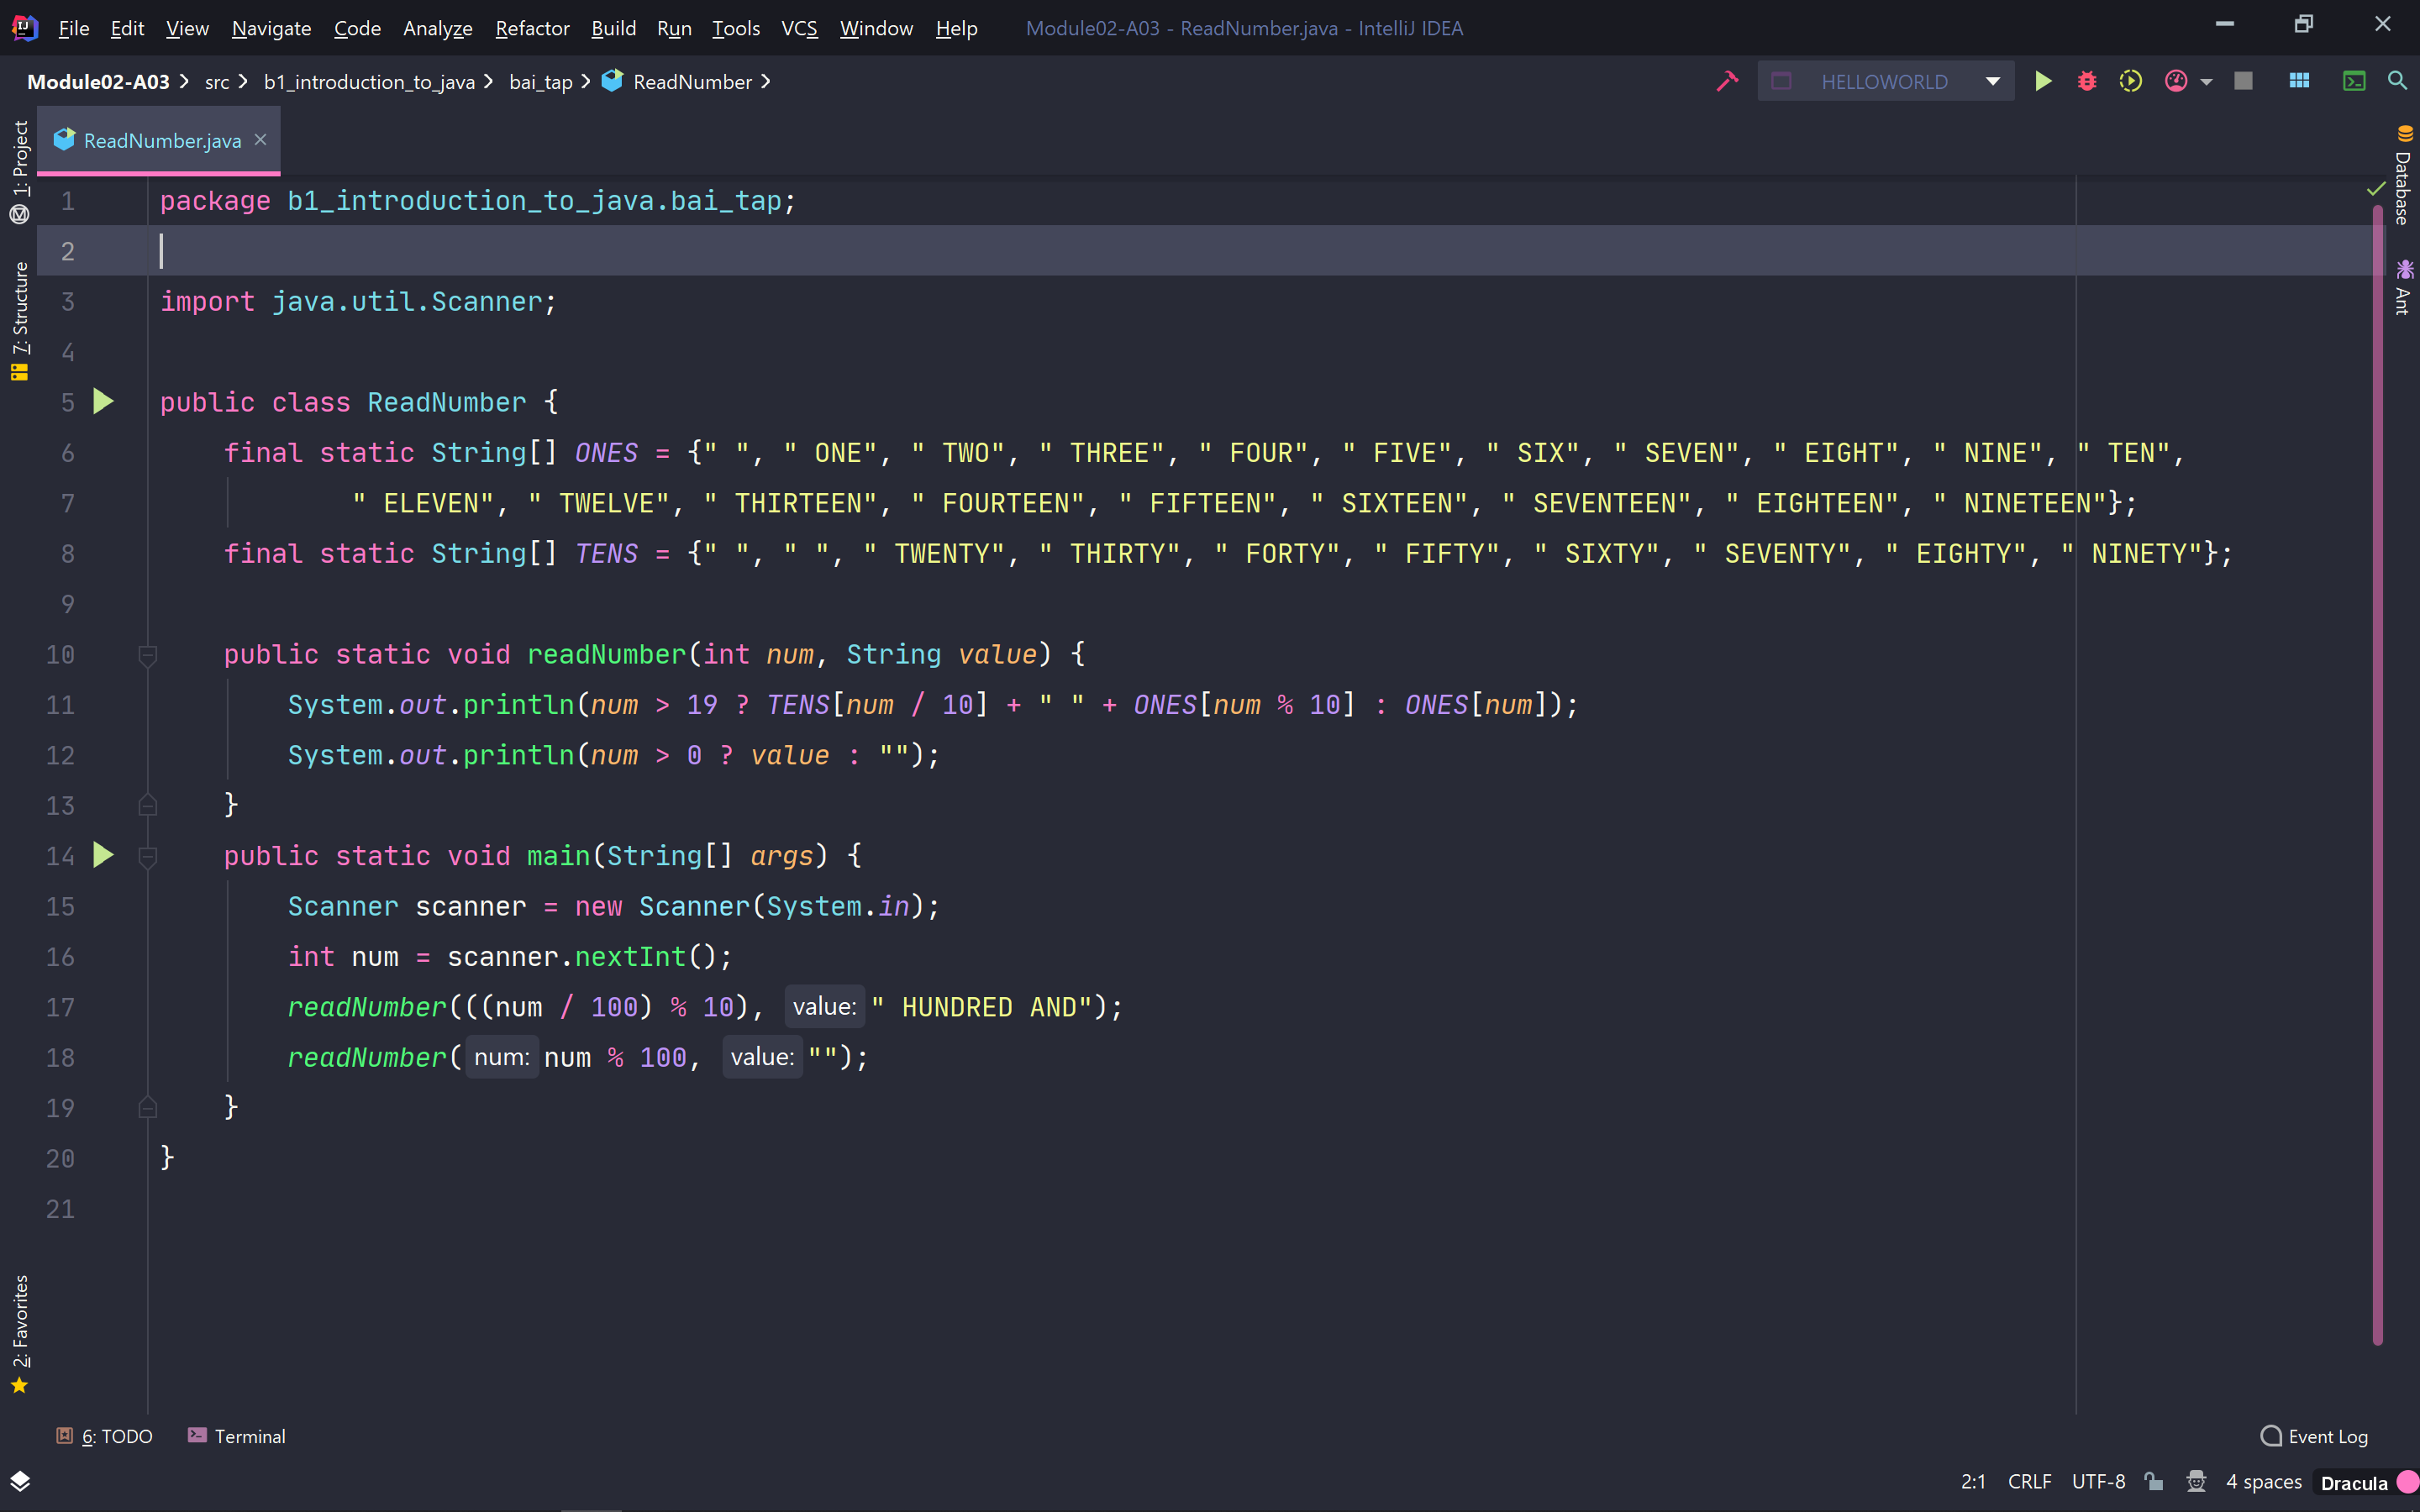 File Edit View Navigate Code Analyze Refactor Build Run Tools VCS Window Help Module02-A03 - ReadNumber.java - IntelliJ IDEA
Module02-A03 src b1_introduction_to_java bai_tap ReadNumber HELLOWORLD
1: Project
7: Structure
2: Favorites
ReadNumber.java
Database
Ant
1 package b1_introduction_to_java.bai_tap;
2
3 import java.util.Scanner;
4
5 public class ReadNumber {
6     final static String[] ONES = {" ", " ONE", " TWO", " THREE", " FOUR", " FIVE", " SIX", " SEVEN", " EIGHT", " NINE", " TEN",
7             " ELEVEN", " TWELVE", " THIRTEEN", " FOURTEEN", " FIFTEEN", " SIXTEEN", " SEVENTEEN", " EIGHTEEN", " NINETEEN"};
8     final static String[] TENS = {" ", " ", " TWENTY", " THIRTY", " FORTY", " FIFTY", " SIXTY", " SEVENTY", " EIGHTY", " NINETY"};
9
10     public static void readNumber(int num, String value) {
11         System.out.println(num > 19 ? TENS[num / 10] + " " + ONES[num % 10] : ONES[num]);
12         System.out.println(num > 0 ? value : "");
13     }
14     public static void main(String[] args) {
15         Scanner scanner = new Scanner(System.in);
16         int num = scanner.nextInt();
17         readNumber(((num / 100) % 10), value: " HUNDRED AND");
18         readNumber( num: num % 100, value: "");
19     }
20 }
21
6: TODO Terminal Event Log
2:1 CRLF UTF-8 4 spaces Dracula